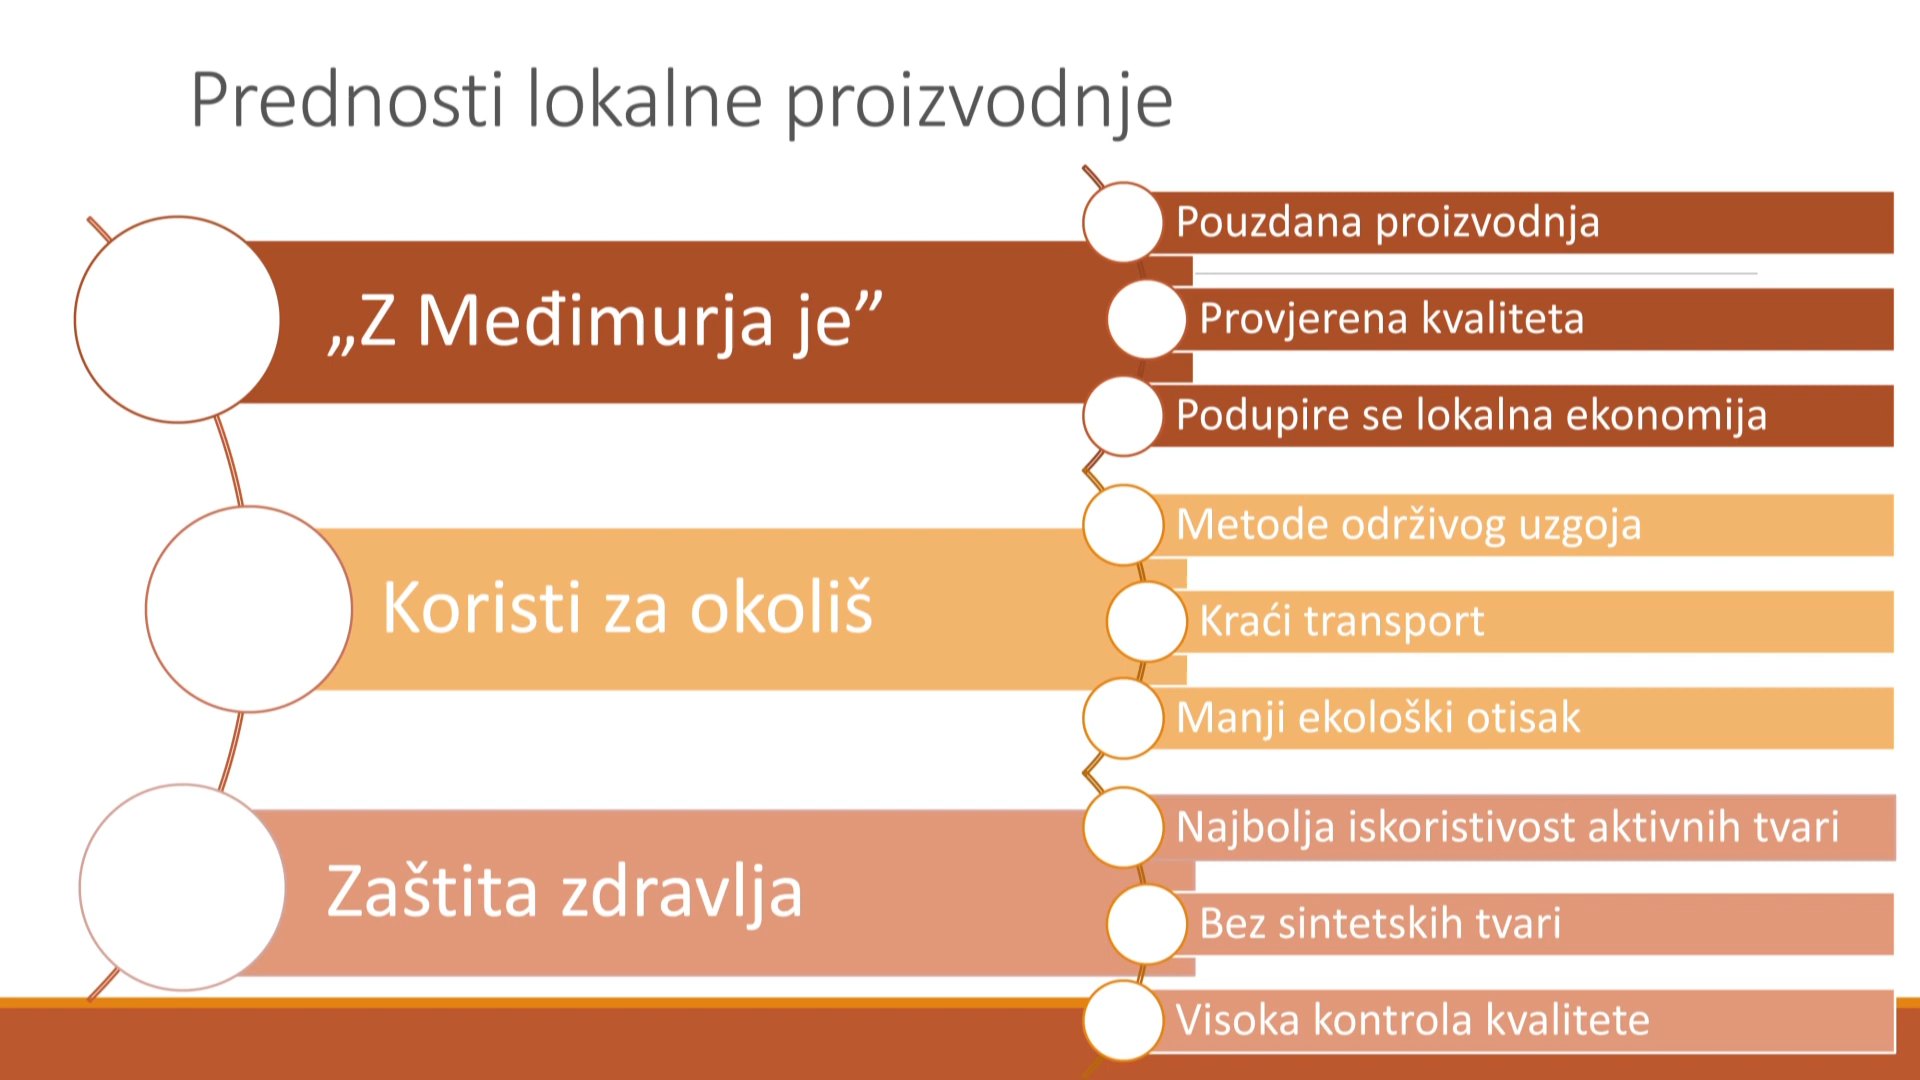 Prednosti lokalne proizvodnje
„Z Međimurja je”
Pouzdana proizvodnja
Provjerena kvaliteta
Podupire se lokalna ekonomija
Koristi za okoliš
Metode održivog uzgoja
Kraći transport
Manji ekološki otisak
Zaštita zdravlja
Najbolja iskoristivost aktivnih tvari
Bez sintetskih tvari
Visoka kontrola kvalitete